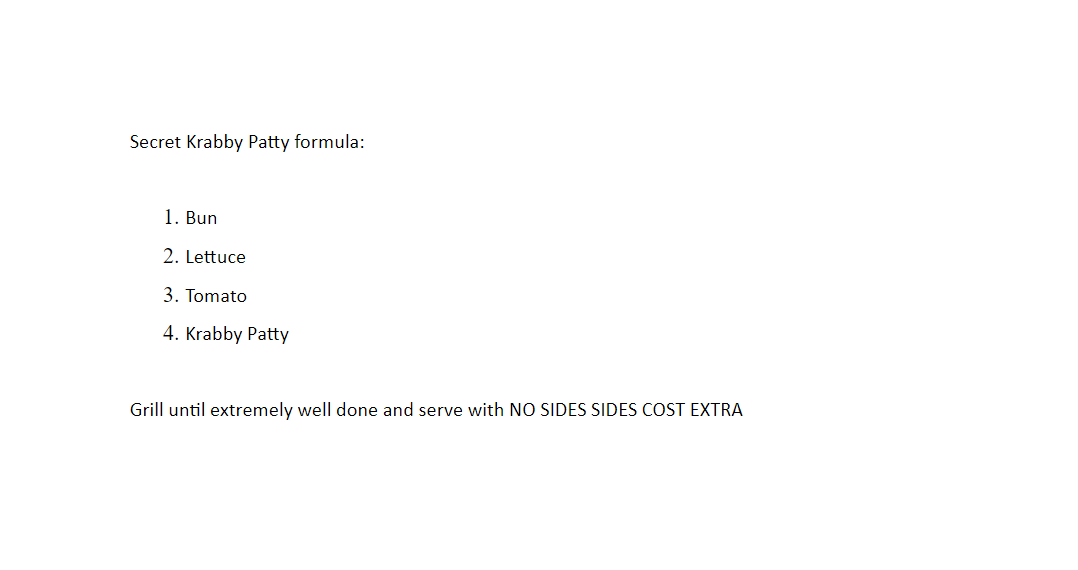 Secret Krabby Patty formula:
1. Bun
2. Lettuce
3. Tomato
4. Krabby Patty
Grill until extremely well done and serve with NO SIDES SIDES COST EXTRA